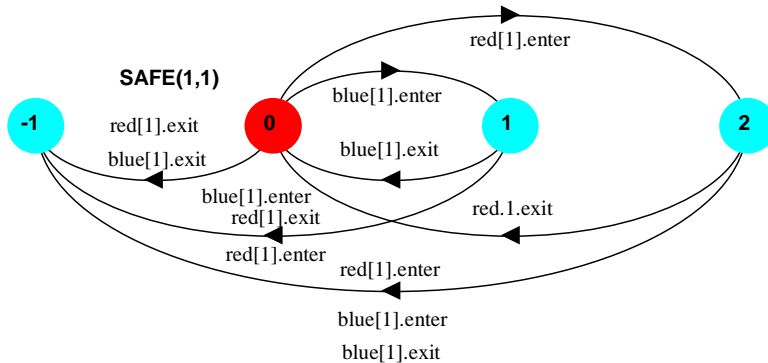 red[1].enter
SAFE(1,1)
blue[1].enter
-1
0
1
2
red[1].exit
blue[1].exit
blue[1].exit
blue[1].enter
red[1].exit
red.1.exit
red[1].enter
red[1].enter
blue[1].enter
blue[1].exit